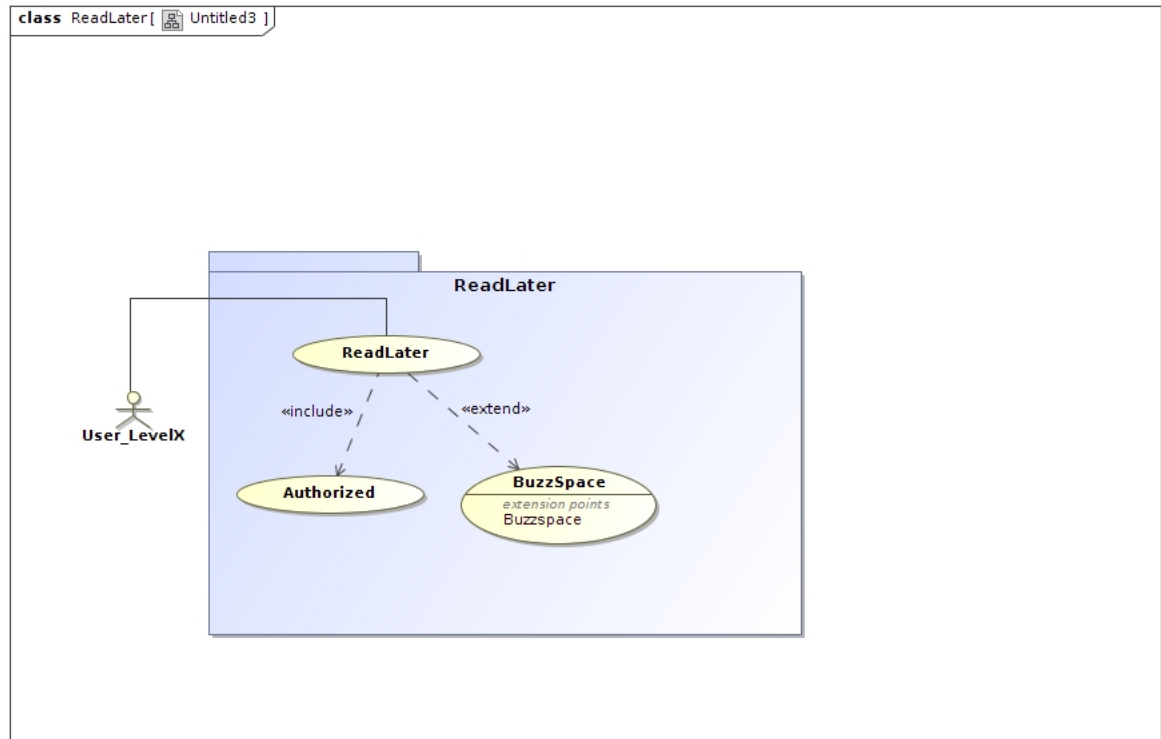 class ReadLater[ Untitled3 ]
ReadLater
ReadLater
«include»
«extend»
User_LevelX
Authorized
BuzzSpace
extension points
Buzzspace